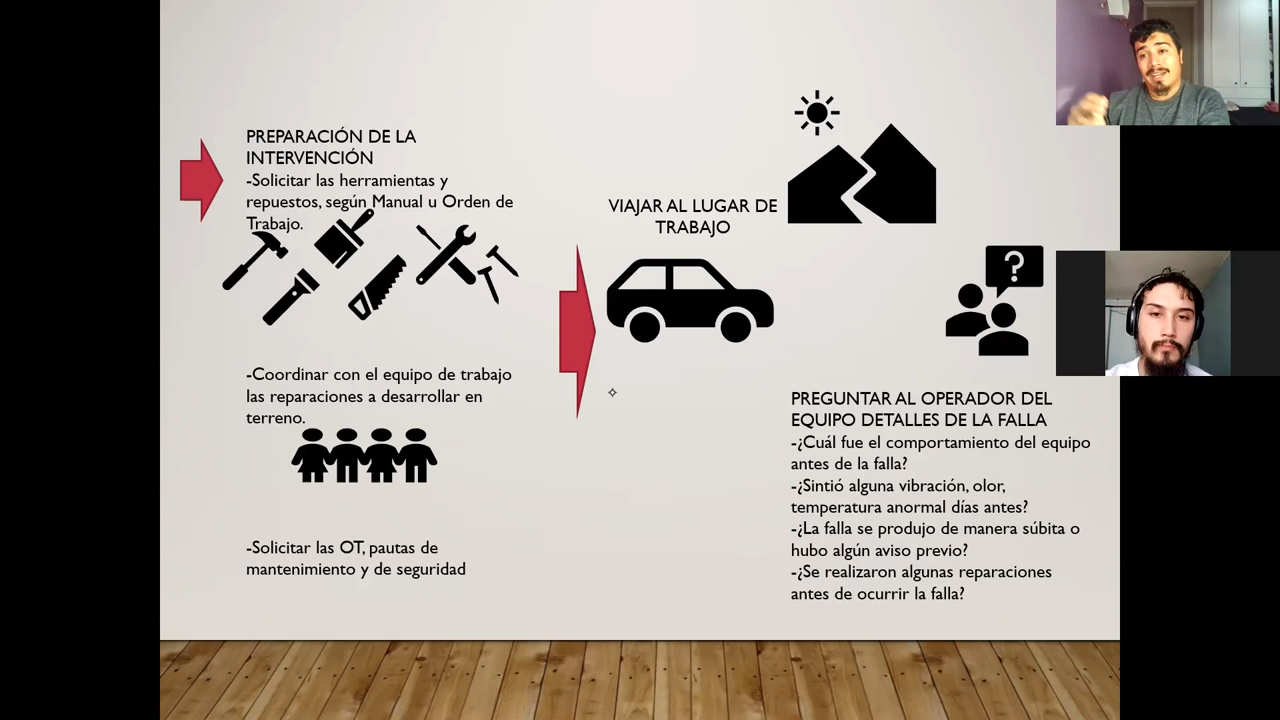 PREPARACIÓN DE LA
INTERVENCIÓN
-Solicitar las herramientas y
repuestos, según Manual u Orden de
Trabajo.
-Coordinar con el equipo de trabajo
las reparaciones a desarrollar en
terreno.
-Solicitar las OT, pautas de
mantenimiento y de seguridad
VIAJAR AL LUGAR DE
TRABAJO
?
PREGUNTAR AL OPERADOR DEL
EQUIPO DETALLES DE LA FALLA
-¿Cuál fue el comportamiento del equipo
antes de la falla?
-¿Sintió alguna vibración, olor,
temperatura anormal días antes?
-¿La falla se produjo de manera súbita o
hubo algún aviso previo?
-¿Se realizaron algunas reparaciones
antes de ocurrir la falla?